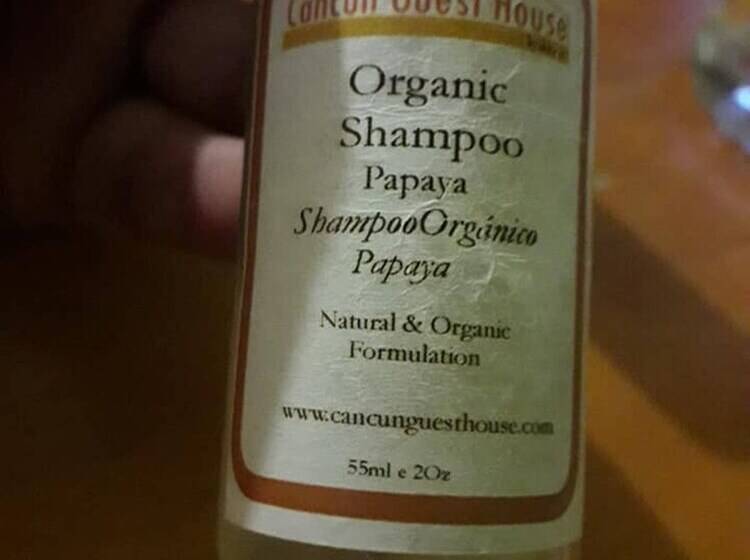 Cancun Guest House
Organic
Shampoo
Papaya
ShampooOrgánico
Papaya
Natural & Organic
Formulation
www.cancunguesthouse.com
55ml e 2Oz